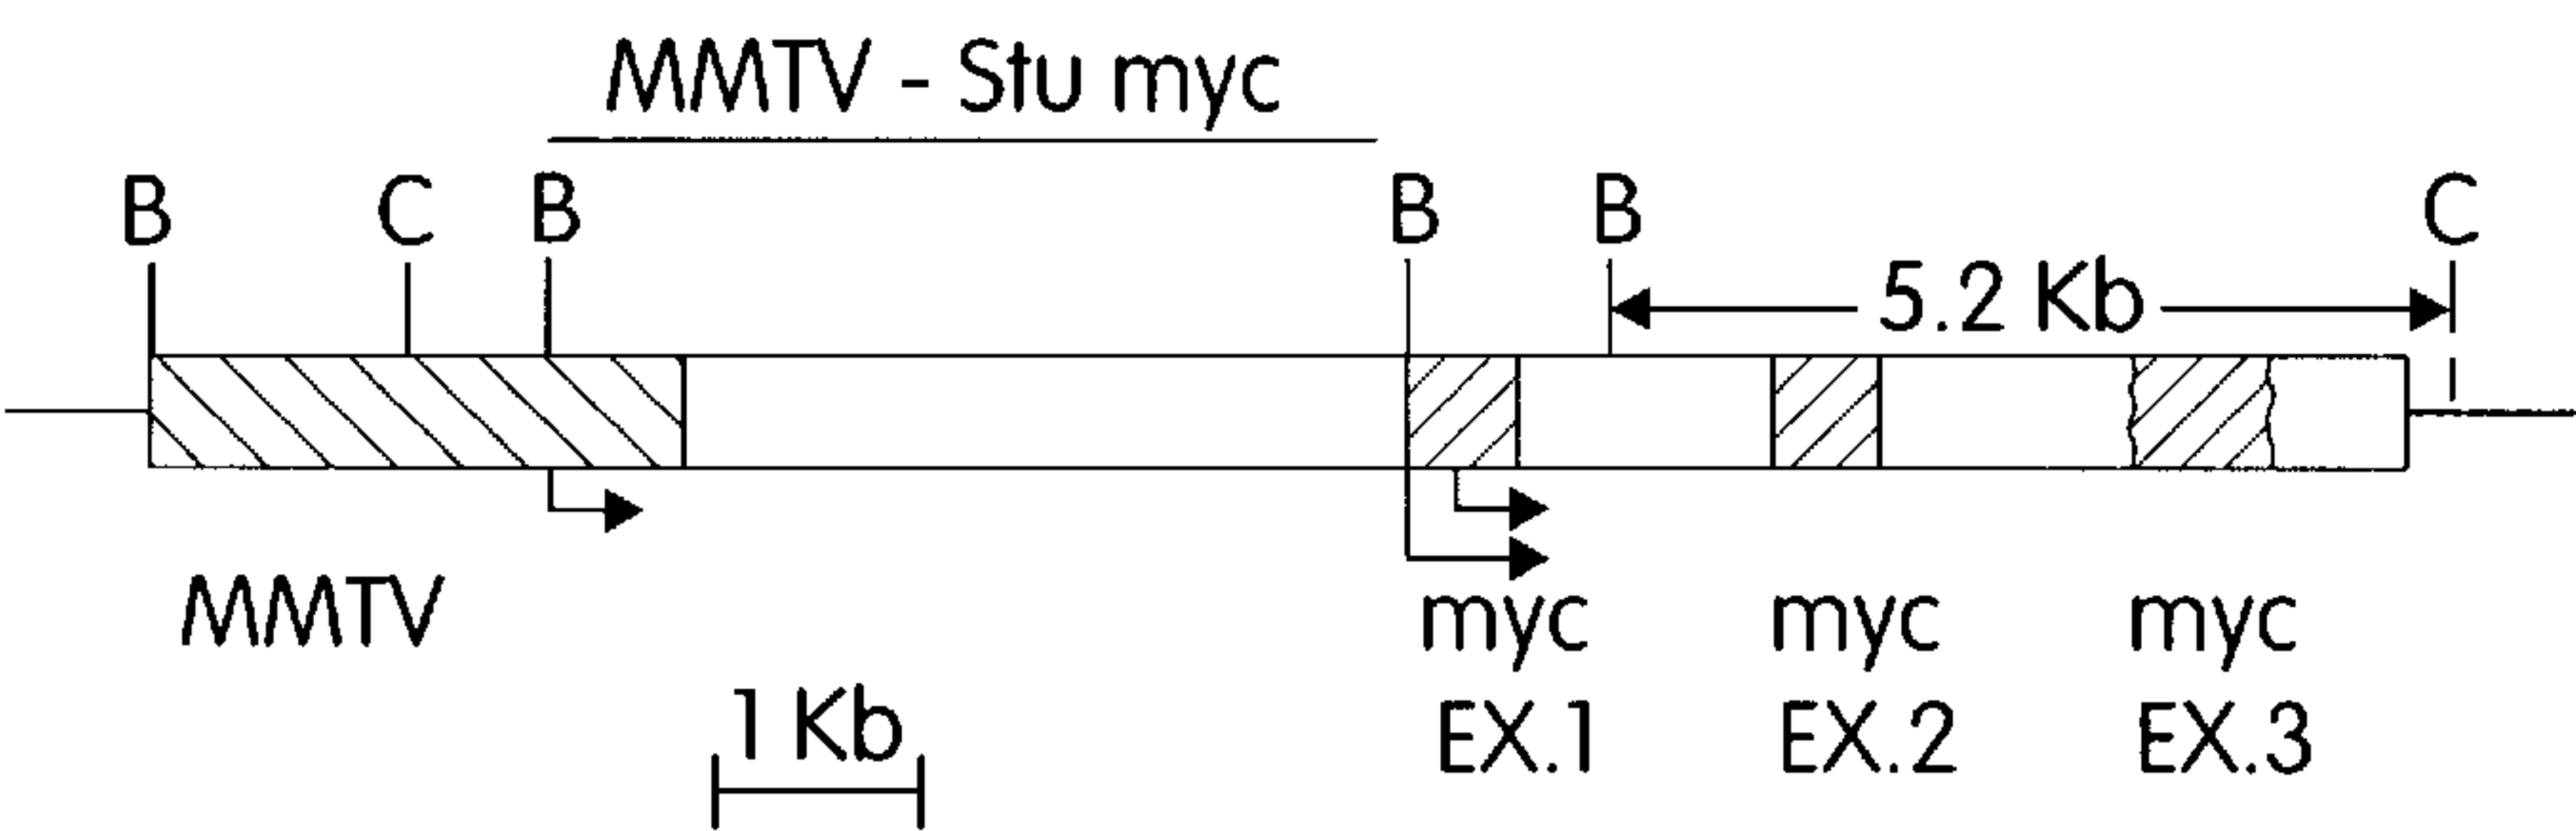 MMTV - Stu myc
B C B B B C
5.2 Kb
MMTV
myc myc myc
EX.1 EX.2 EX.3
1 Kb